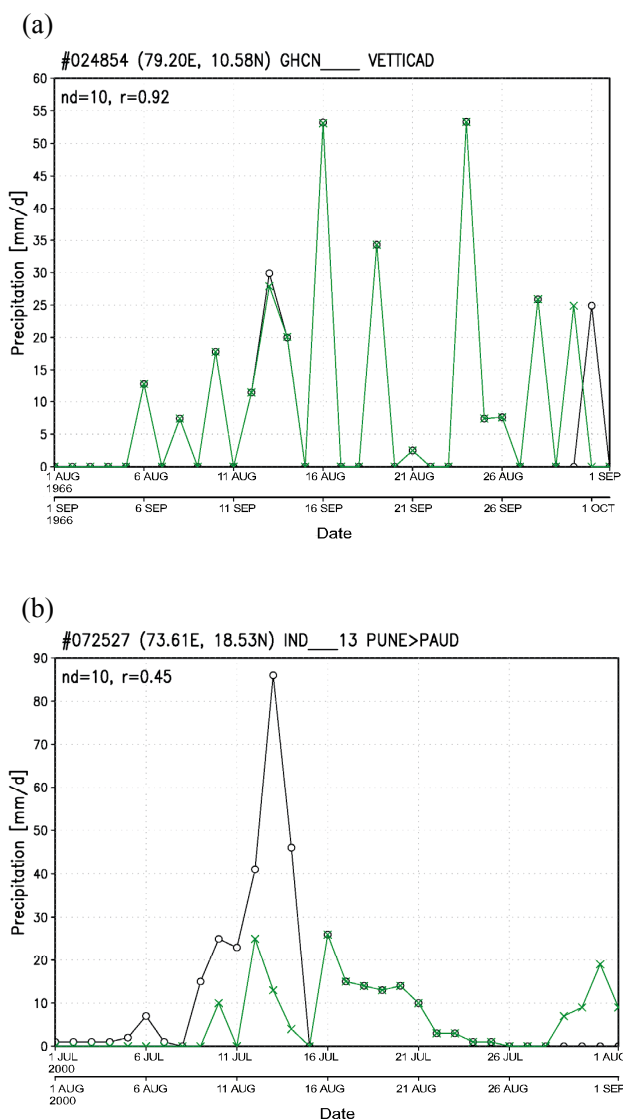 (a)
#024854 (79.20E, 10.58N) GHCN____ VETTICAD
nd=10, r=0.92
60
55
50
45
40
35
30
25
20
15
10
5
0
Precipitation [mm/d]
1 AUG 6 AUG 11 AUG 16 AUG 21 AUG 26 AUG 1 SEP
1966
1 SEP 6 SEP 11 SEP 16 SEP 21 SEP 26 SEP 1 OCT
1966
Date
(b)
#072527 (73.61E, 18.53N) IND___13 PUNE>PAUD
nd=10, r=0.45
90
80
70
60
50
40
30
20
10
0
Precipitation [mm/d]
1 JUL 6 JUL 11 JUL 16 JUL 21 JUL 26 JUL 1 AUG
2000
1 AUG 6 AUG 11 AUG 16 AUG 21 AUG 26 AUG 1 SEP
2000
Date